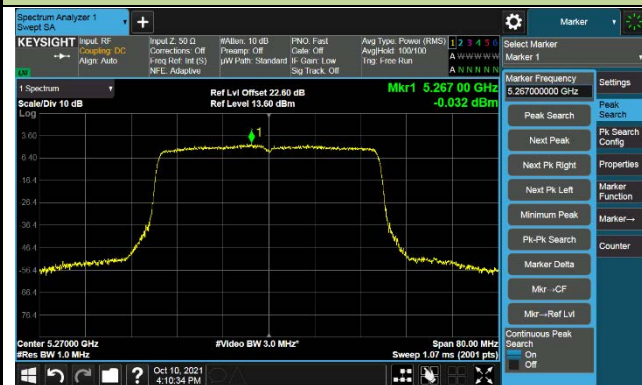 Spectrum Analyzer 1
Swept SA
+
Marker
KEYSIGHT
Input: RF
Coupling: DC
Align: Auto
Input Z: 50 Ω
Corrections: Off
Freq Ref: Int (S)
NFE: Adaptive
#Atten: 10 dB
Preamp: Off
µW Path: Standard
PNO: Fast
Gate: Off
IF Gain: Low
Sig Track: Off
Avg Type: Power (RMS)
Avg|Hold: 100/100
Trig: Free Run
1 2 3 4 5 6
A W W W W W
A N N N N N
LXI
Select Marker
Marker 1
1 Spectrum
Scale/Div 10 dB
Log
Ref Lvl Offset 22.60 dB
Ref Level 13.60 dBm
Mkr1 5.267 00 GHz
-0.032 dBm
1
3.60
-6.40
-16.4
-26.4
-36.4
-46.4
-56.4
-66.4
-76.4
Center 5.27000 GHz
#Res BW 1.0 MHz
#Video BW 3.0 MHz*
Span 80.00 MHz
Sweep 1.07 ms (2001 pts)
Marker Frequency
5.267000000 GHz
Peak Search
Next Peak
Next Pk Right
Next Pk Left
Minimum Peak
Pk-Pk Search
Marker Delta
Mkr→CF
Mkr→Ref Lvl
Continuous Peak
Search
On
Off
Settings
Peak
Search
Pk Search
Config
Properties
Marker
Function
Marker→
Counter
?
Oct 10, 2021
4:10:34 PM